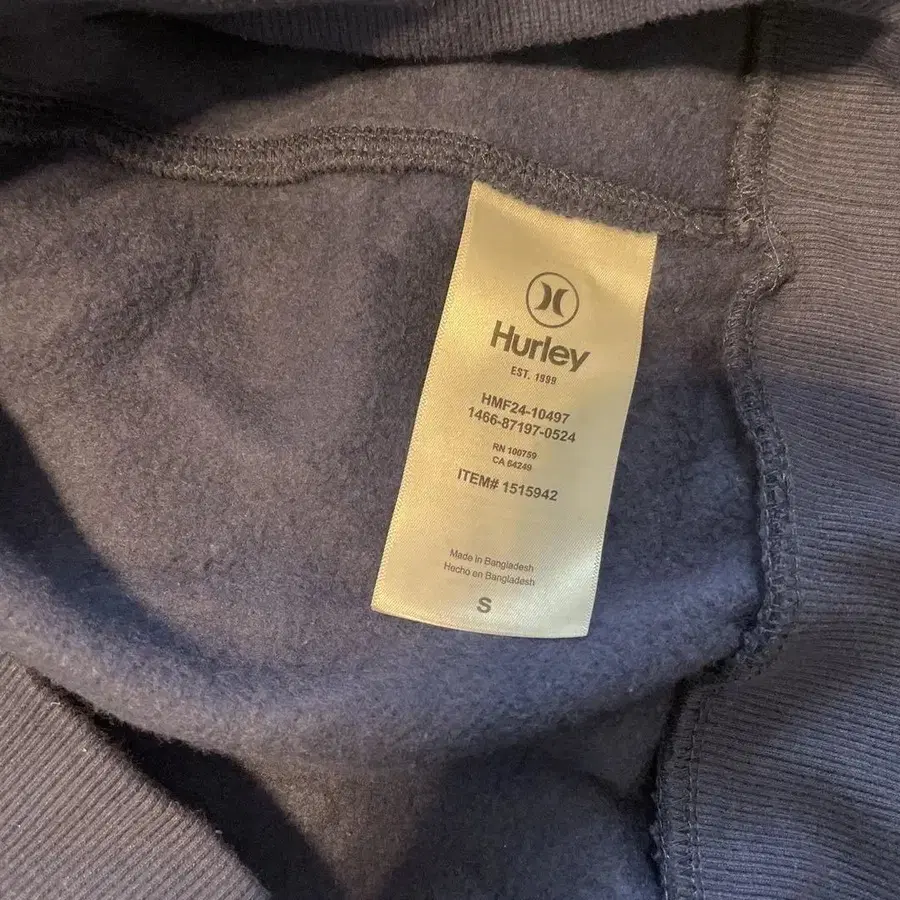 Hurley
EST. 1999
HMF24-10497
1466-87197-0524
RN 100759
CA 64249
ITEM# 1515942
Made in Bangladesh
Hecho en Bangladesh
S